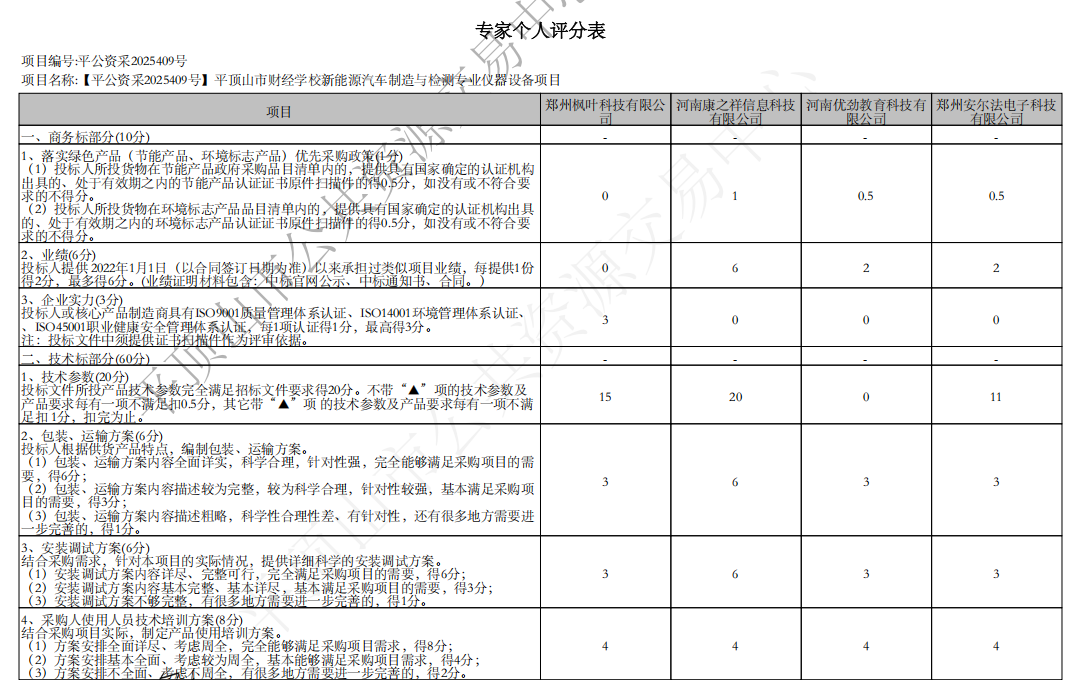 专家个人评分表
项目编号:平公资采2025409号
项目名称:【平公资采2025409号】平顶山市财经学校新能源汽车制造与检测专业仪器设备项目
项目
郑州枫叶科技有限公
司
河南康之祥信息科技
有限公司
河南优劲教育科技有
限公司
郑州安尔法电子科技
有限公司
一、商务标部分(10分)
-
-
-
-
1、落实绿色产品（节能产品、环境标志产品）优先采购政策(1分)
（1）投标人所投货物在节能产品政府采购品目清单内的，提供具有国家确定的认证机构
出具的、处于有效期之内的节能产品认证证书原件扫描件的得0.5分，如没有或不符合要
求的不得分。
（2）投标人所投货物在环境标志产品品目清单内的，提供具有国家确定的认证机构出具
的、处于有效期之内的环境标志产品认证证书原件扫描件的得0.5分，如没有或不符合要
求的不得分。
0
1
0.5
0.5
2、业绩(6分)
投标人提供 2022年1月1日（以合同签订日期为准）以来承担过类似项目业绩，每提供1份
得2分，最多得6分。(业绩证明材料包含：中标官网公示、中标通知书、合同。)
0
6
2
2
3、企业实力(3分)
投标人或核心产品制造商具有ISO9001质量管理体系认证、ISO14001环境管理体系认证、
、ISO45001职业健康安全管理体系认证，每1项认证得1分，最高得3分。
注：投标文件中须提供证书扫描件作为评审依据。
3
0
0
0
二、技术标部分(60分)
-
-
-
-
1、技术参数(20分)
投标文件所投产品技术参数完全满足招标文件要求得20分。不带“▲”项的技术参数及
产品要求每有一项不满足扣0.5分，其它带“▲”项 的技术参数及产品要求每有一项不满
足扣 1分，扣完为止。
15
20
0
11
2、包装、运输方案(6分)
投标人根据供货产品特点，编制包装、运输方案。
（1）包装、运输方案内容全面详实，科学合理，针对性强，完全能够满足采购项目的需
要，得6分；
（2）包装、运输方案内容描述较为完整，较为科学合理，针对性较强，基本满足采购项
目的需要，得3分；
（3）包装、运输方案内容描述粗略，科学性合理性差、有针对性，还有很多地方需要进
一步完善的，得1分。
3
6
3
3
3、安装调试方案(6分)
结合采购需求，针对本项目的实际情况，提供详细科学的安装调试方案。
（1）安装调试方案内容详尽、完整可行，完全满足采购项目的需要，得6分；
（2）安装调试方案内容基本完整、基本详尽，基本满足采购项目的需要，得3分；
（3）安装调试方案不够完整，有很多地方需要进一步完善的，得1分。
3
6
3
3
4、采购人使用人员技术培训方案(8分)
结合采购项目实际，制定产品使用培训方案。
（1）方案安排全面详尽、考虑周全，完全能够满足采购项目需求，得8分；
（2）方案安排基本全面、考虑较为周全，基本能够满足采购项目需求，得4分；
（3）方案安排不全面、考虑不周全，有很多地方需要进一步完善的，得2分。
4
4
4
4
平顶山市公共资源交易中心
平顶山市公共资源交易中心